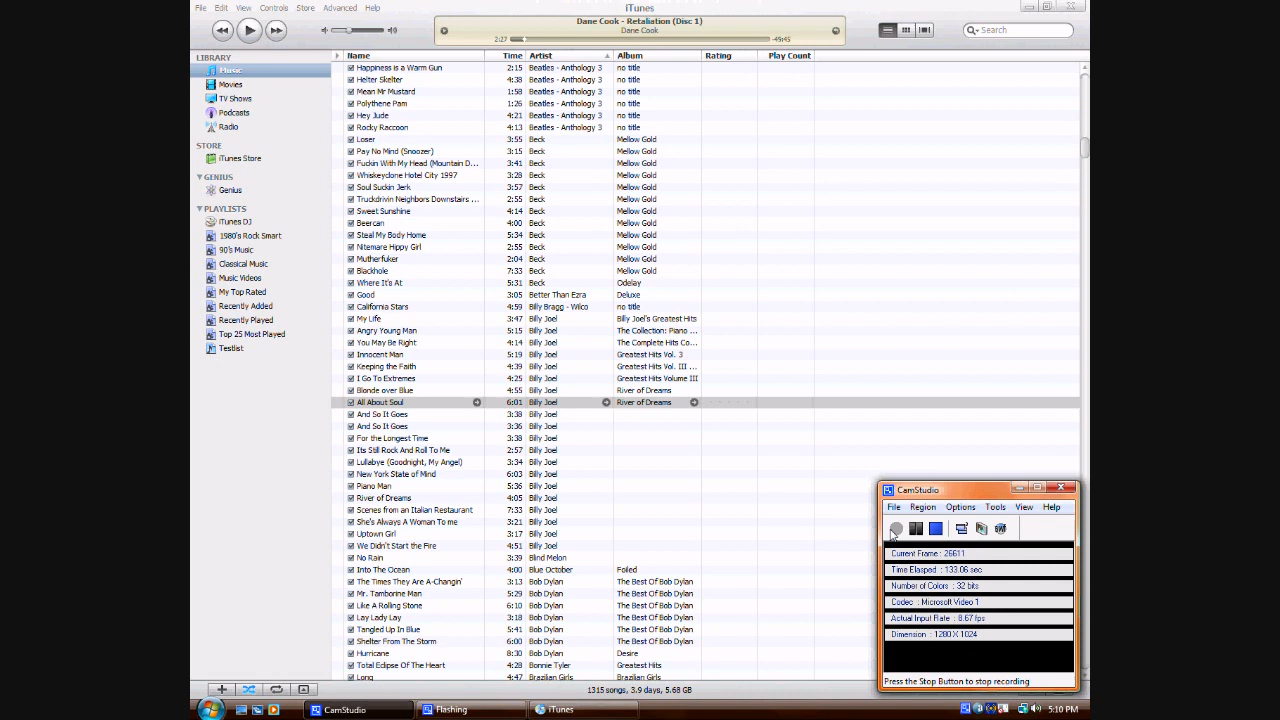 File Edit View Controls Store Advanced Help iTunes
Dane Cook - Retaliation (Disc 1)
Dane Cook
2:27 -49:45
Search
LIBRARY
Music
Movies
TV Shows
Podcasts
Radio
STORE
iTunes Store
GENIUS
Genius
PLAYLISTS
iTunes DJ
1980's Rock Smart
90's Music
Classical Music
Music Videos
My Top Rated
Recently Added
Recently Played
Top 25 Most Played
Testlist
Name Time Artist Album Rating Play Count
Happiness is a Warm Gun 2:15 Beatles - Anthology 3 no title
Helter Skelter 4:38 Beatles - Anthology 3 no title
Mean Mr Mustard 1:58 Beatles - Anthology 3 no title
Polythene Pam 1:26 Beatles - Anthology 3 no title
Hey Jude 4:21 Beatles - Anthology 3 no title
Rocky Raccoon 4:13 Beatles - Anthology 3 no title
Loser 3:55 Beck Mellow Gold
Pay No Mind (Snoozer) 3:15 Beck Mellow Gold
Fuckin With My Head (Mountain D... 3:41 Beck Mellow Gold
Whiskeyclone Hotel City 1997 3:28 Beck Mellow Gold
Soul Suckin Jerk 3:57 Beck Mellow Gold
Truckdrivin Neighbors Downstairs ... 2:55 Beck Mellow Gold
Sweet Sunshine 4:14 Beck Mellow Gold
Beercan 4:00 Beck Mellow Gold
Steal My Body Home 5:34 Beck Mellow Gold
Nitemare Hippy Girl 2:55 Beck Mellow Gold
Mutherfuker 2:04 Beck Mellow Gold
Blackhole 7:33 Beck Mellow Gold
Where It's At 5:31 Beck Odelay
Good 3:05 Better Than Ezra Deluxe
California Stars 4:59 Billy Bragg - Wilco no title
My Life 3:47 Billy Joel Billy Joel's Greatest Hits
Angry Young Man 5:15 Billy Joel The Collection: Piano ...
You May Be Right 4:14 Billy Joel The Complete Hits Co...
Innocent Man 5:19 Billy Joel Greatest Hits Vol. 3
Keeping the Faith 4:39 Billy Joel Greatest Hits Vol. III ...
I Go To Extremes 4:25 Billy Joel Greatest Hits Volume III
Blonde over Blue 4:55 Billy Joel River of Dreams
All About Soul 6:01 Billy Joel River of Dreams
And So It Goes 3:38 Billy Joel
And So It Goes 3:36 Billy Joel
For the Longest Time 3:38 Billy Joel
Its Still Rock And Roll To Me 2:55 Billy Joel
Lullabye (Goodnight, My Angel) 3:34 Billy Joel
New York State of Mind 6:03 Billy Joel
Piano Man 5:36 Billy Joel
River of Dreams 4:05 Billy Joel
Scenes from an Italian Restaurant 7:33 Billy Joel
She's Always A Woman To Me 3:17 Billy Joel
Uptown Girl 3:17 Billy Joel
We Didn't Start the Fire 4:51 Billy Joel
No Rain 3:39 Blind Melon
Into The Ocean 4:00 Blue October Foiled
The Times They Are A-Changin' 3:13 Bob Dylan The Best Of Bob Dylan
Mr. Tamborine Man 5:29 Bob Dylan The Best Of Bob Dylan
Like A Rolling Stone 6:10 Bob Dylan The Best Of Bob Dylan
Lay Lady Lay 3:18 Bob Dylan The Best Of Bob Dylan
Tangled Up In Blue 5:41 Bob Dylan The Best Of Bob Dylan
Shelter From The Storm 6:00 Bob Dylan The Best Of Bob Dylan
Hurricane 8:30 Bob Dylan Desire
Total Eclipse Of The Heart 4:28 Bonnie Tyler Greatest Hits
Long 4:47 Brazilian Girls Brazilian Girls
1315 songs, 3.9 days, 5.68 GB
CamStudio
File Region Options Tools View Help
Current Frame : 26611
Time Elasped : 133.06 sec
Number of Colors : 32 bits
Codec : Microsoft Video 1
Actual Input Rate : 8.67 fps
Dimension : 1280 X 1024
Press the Stop Button to stop recording
CamStudio Flashing iTunes 5:10 PM